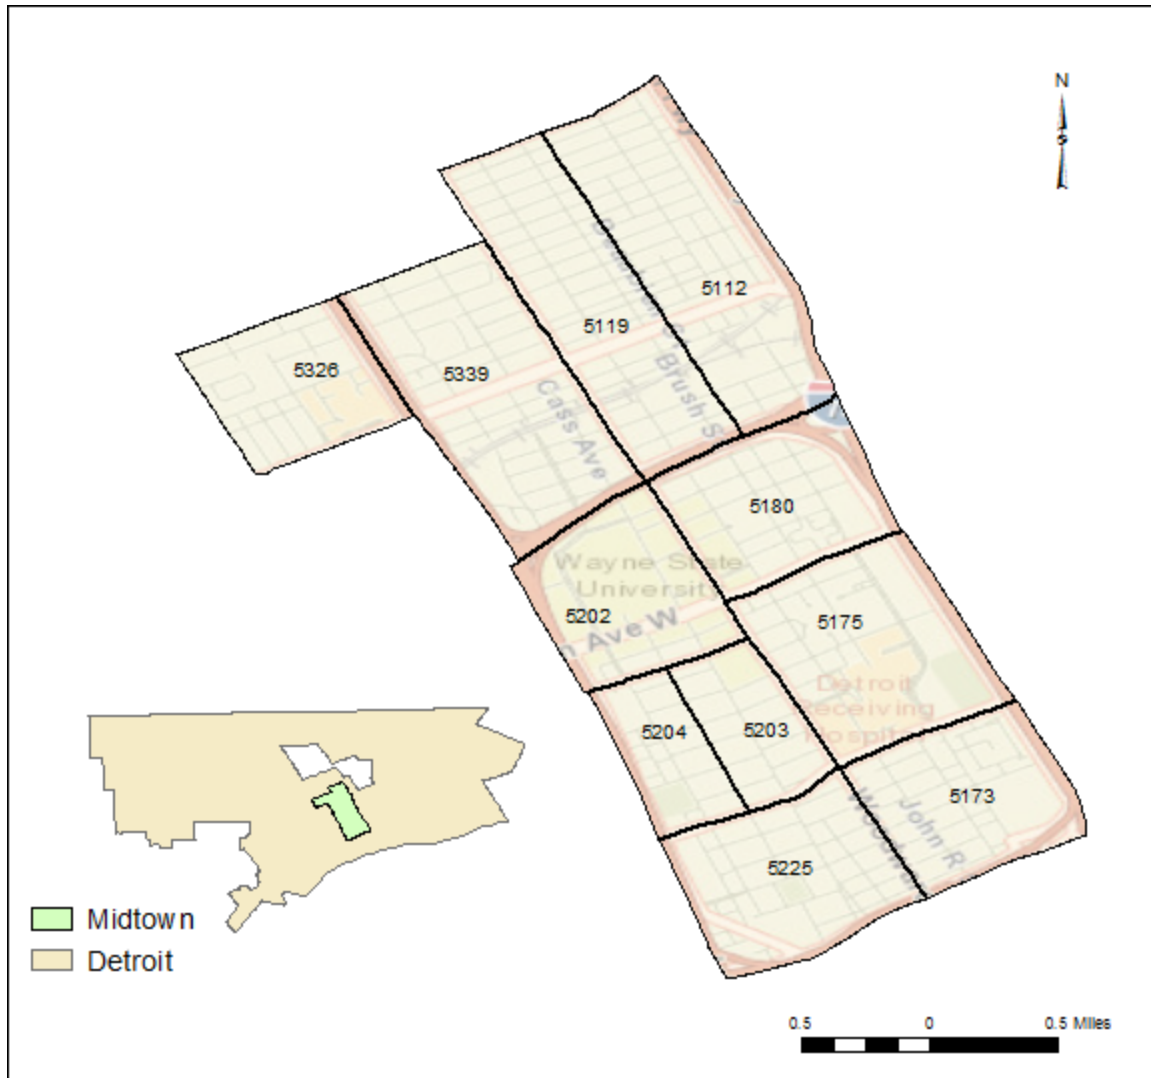 N
S
5112
5119
5326
5339
Cass Ave
Brush S
5180
Wayne State
University
5202
n Ave W
5175
Detroit
Receiving
Hospital
5204
5203
5173
John R
5225
Midtown
Detroit
0.5 0 0.5 Miles